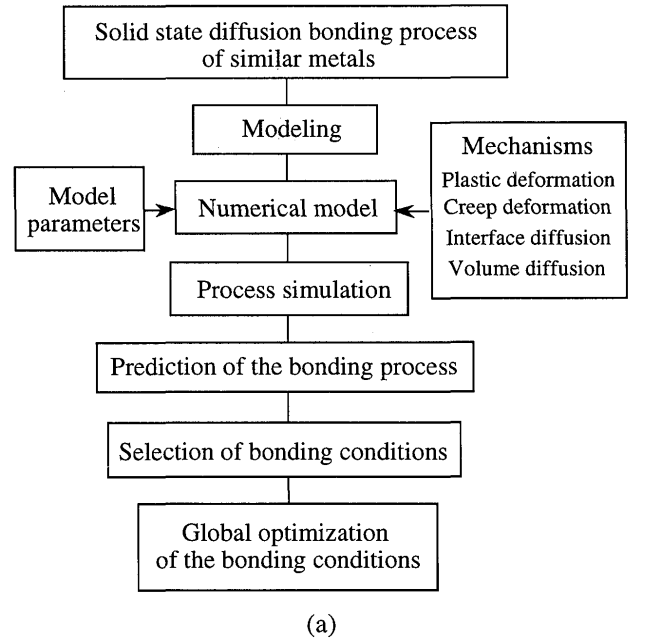 Solid state diffusion bonding process
of similar metals
Modeling
Mechanisms
Plastic deformation
Creep deformation
Interface diffusion
Volume diffusion
Model
parameters
Numerical model
Process simulation
Prediction of the bonding process
Selection of bonding conditions
Global optimization
of the bonding conditions
(a)